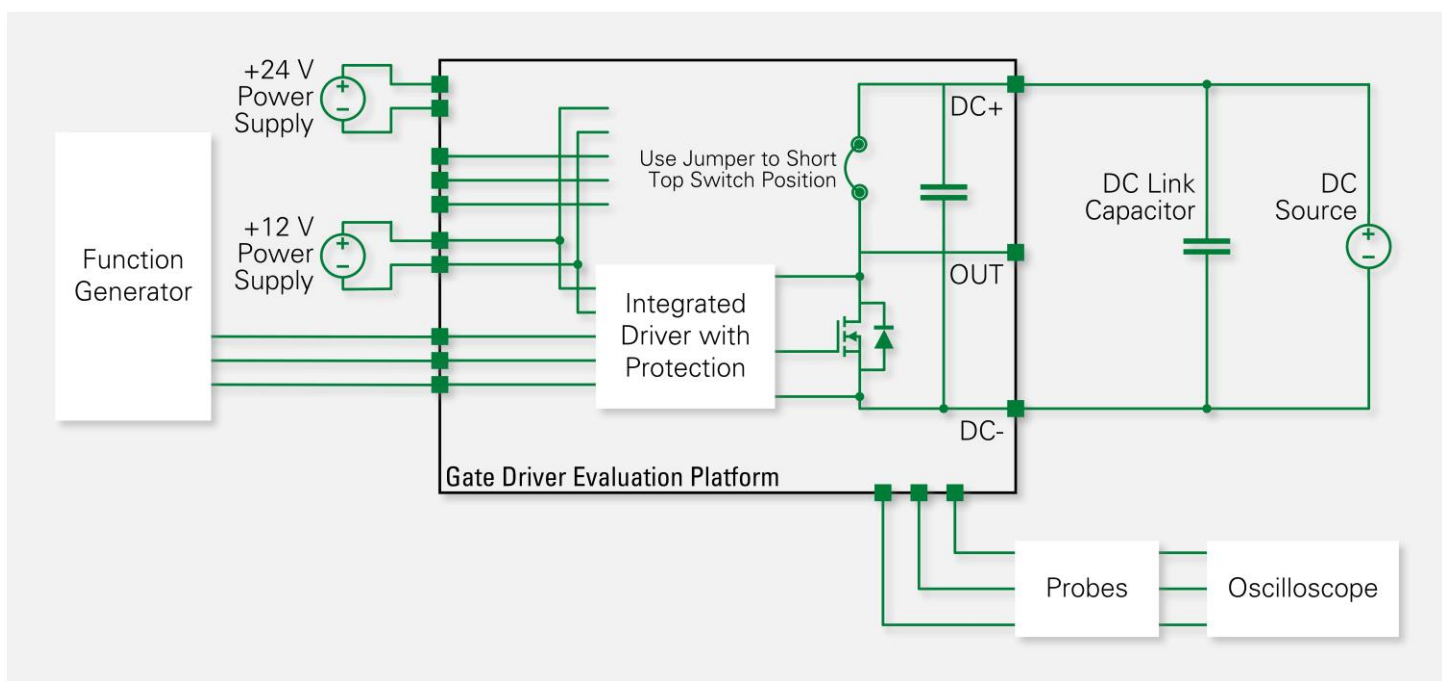 +24 V
Power
Supply
DC+
Use Jumper to Short
Top Switch Position
DC Link
Capacitor
DC
Source
+12 V
Power
Supply
Function
Generator
OUT
Integrated
Driver with
Protection
DC-
Gate Driver Evaluation Platform
Probes
Oscilloscope